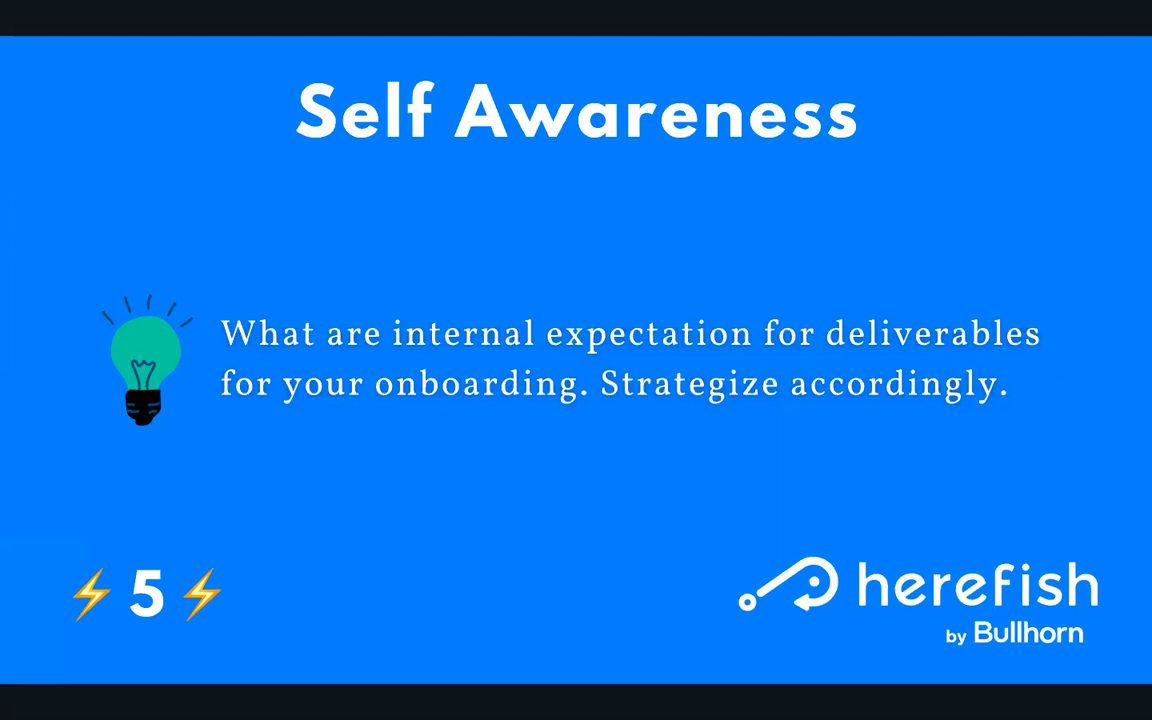 Self Awareness
What are internal expectation for deliverables
for your onboarding. Strategize accordingly.
5
herefish
by Bullhorn